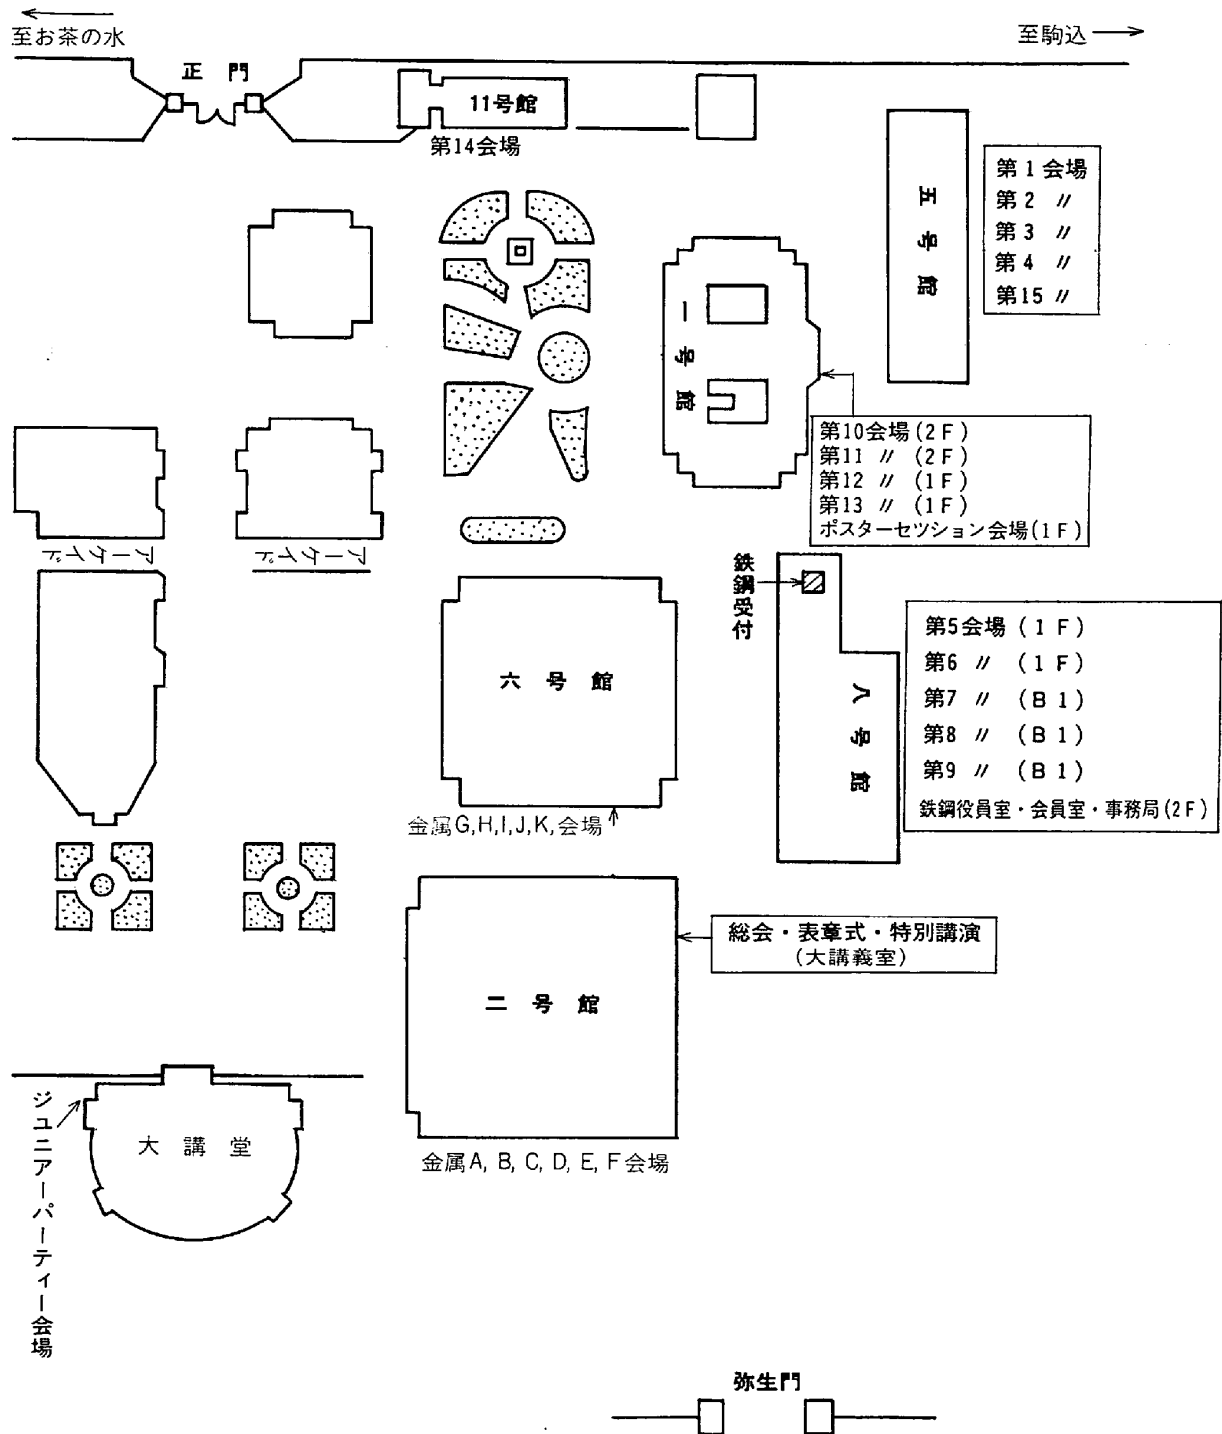 至お茶の水
至駒込
正門
11号館
第14会場
五号館
第1会場
第2 〃
第3 〃
第4 〃
第15 〃
一号館
第10会場(2F)
第11 〃 (2F)
第12 〃 (1F)
第13 〃 (1F)
ポスターセツション会場(1F)
アーケイド
アーケイド
鉄鋼受付
六号館
金属G,H,I,J,K,会場
八号館
第5会場(1F)
第6 〃 (1F)
第7 〃 (B1)
第8 〃 (B1)
第9 〃 (B1)
鉄鋼役員室・会員室・事務局(2F)
総会・表章式・特別講演
(大講義室)
二号館
金属A, B, C, D, E, F会場
大講堂
ジユニアーパーティー会場
弥生門